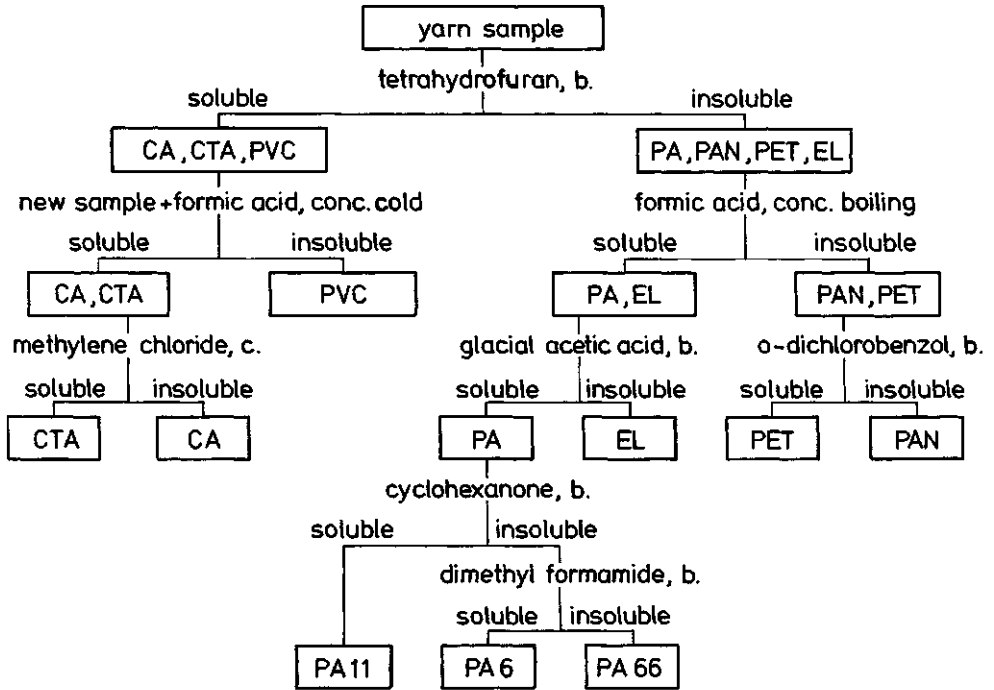 yarn sample
tetrahydrofuran, b.
soluble
insoluble
CA, CTA, PVC
PA, PAN, PET, EL
new sample + formic acid, conc. cold
formic acid, conc. boiling
soluble
insoluble
soluble
insoluble
CA, CTA
PVC
PA, EL
PAN, PET
methylene chloride, c.
glacial acetic acid, b.
o-dichlorobenzol, b.
soluble
insoluble
soluble
insoluble
soluble
insoluble
CTA
CA
PA
EL
PET
PAN
cyclohexanone, b.
soluble
insoluble
dimethyl formamide, b.
soluble
insoluble
PA 11
PA 6
PA 66